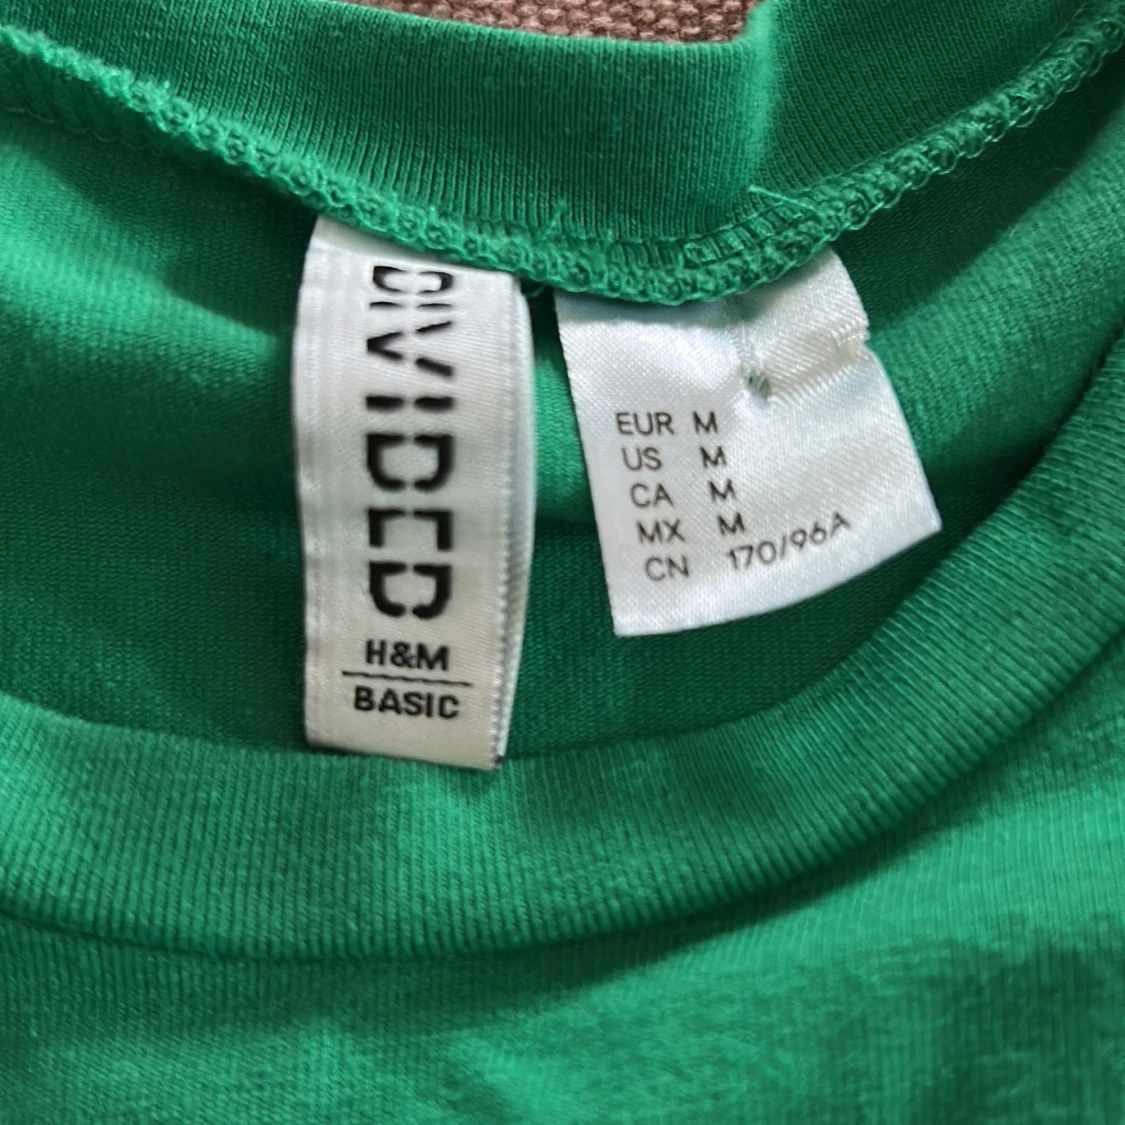 DIVIDED
H&M
BASIC
EUR M
US M
CA M
MX M
CN 170/96A